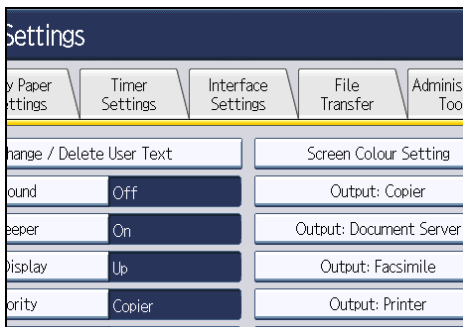 Settings
y Paper Timer Interface File Adminis
ettings Settings Settings Transfer Too
hange / Delete User Text Screen Colour Setting
ound Off Output: Copier
eeper On Output: Document Server
Display Up Output: Facsimile
ority Copier Output: Printer